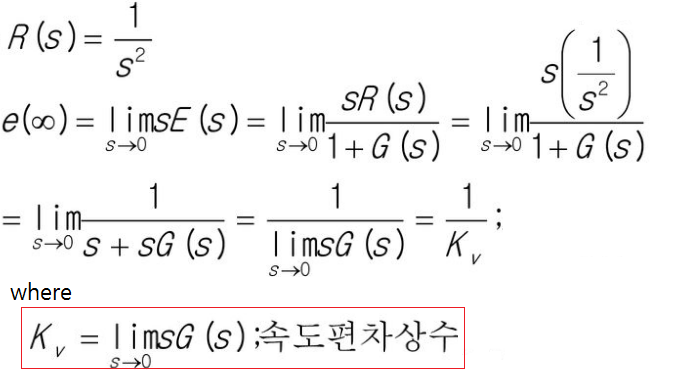 R(s) = 1/s²
e(∞) = lim_{s→0} sE(s) = lim_{s→0} sR(s)/(1+G(s)) = lim_{s→0} s(1/s²)/(1+G(s))
= lim_{s→0} 1/(s+sG(s)) = 1/(lim_{s→0} sG(s)) = 1/K_v ;
where
K_v = lim_{s→0} sG(s);속도편차상수